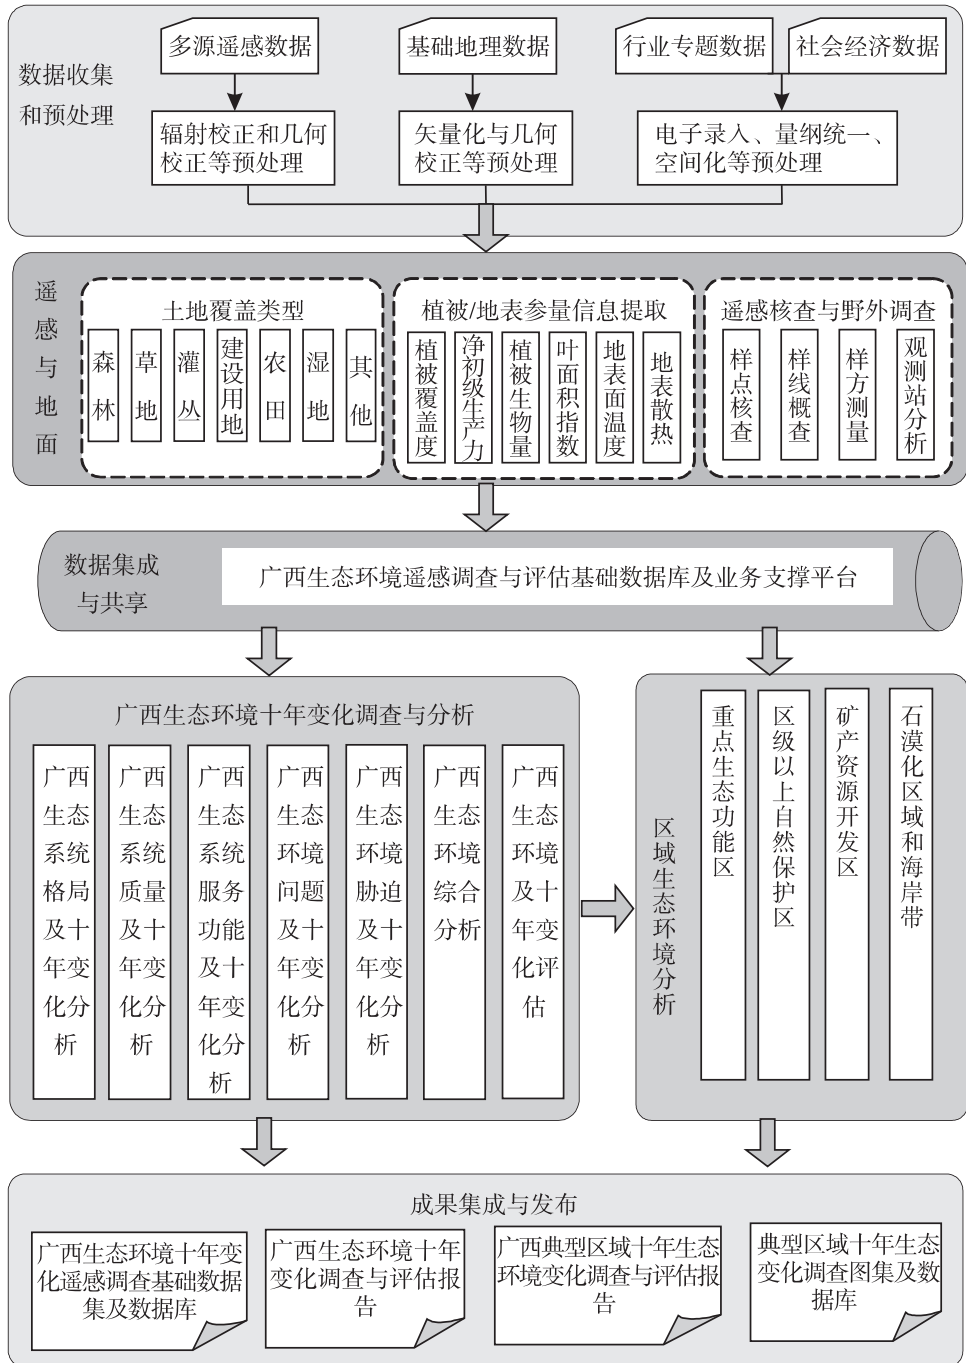 多源遥感数据
基础地理数据
行业专题数据
社会经济数据
数据收集
和预处理
辐射校正和几何
校正等预处理
矢量化与几何
校正等预处理
电子录入、量纲统一、
空间化等预处理
遥感与地面
土地覆盖类型
森林
草地
灌丛
建设用地
农田
湿地
其他
植被/地表参量信息提取
植被覆盖度
净初级生产力
植被生物量
叶面积指数
地表面温度
地表散热
遥感核查与野外调查
样点核查
样线概查
样方测量
观测站分析
数据集成
与共享
广西生态环境遥感调查与评估基础数据库及业务支撑平台
广西生态环境十年变化调查与分析
广西
生态
系统
格局
及十
年变
化分
析
广西
生态
系统
质量
及十
年变
化分
析
广西
生态
系统
服务
功能
及十
年变
化分
析
广西
生态
环境
问题
及十
年变
化分
析
广西
生态
环境
胁迫
及十
年变
化分
析
广西
生态
环境
综合
分析
广西
生态
环境
及十
年变
化评
估
区域生态环境分析
重点生态功能区
区级以上自然保护区
矿产资源开发区
石漠化区域和海岸带
成果集成与发布
广西生态环境十年变
化遥感调查基础数据
集及数据库
广西生态环境十年
变化调查与评估报
告
广西典型区域十年生态
环境变化调查与评估报
告
典型区域十年生态
变化调查图集及数
据库